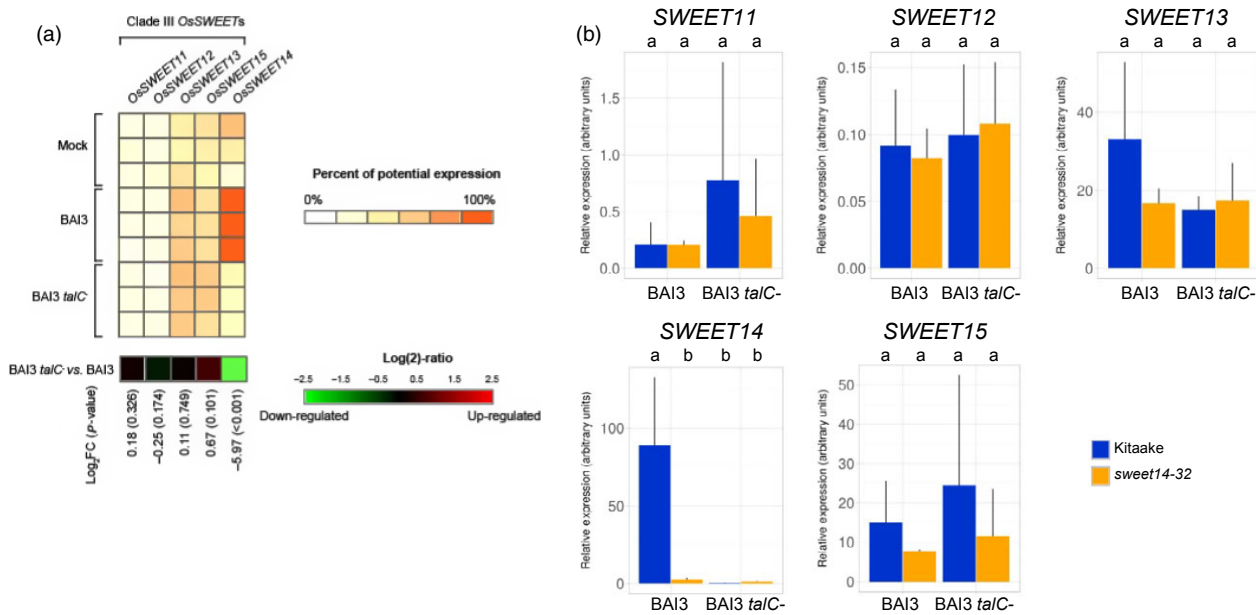 (a)
Clade III OsSWEETs
OsSWEET11
OsSWEET12
OsSWEET13
OsSWEET15
OsSWEET14
Mock
BAI3
BAI3 talC-
Percent of potential expression
0% 100%
BAI3 talC- vs. BAI3
Log2FC (P-value)
0.18 (0.326)
−0.25 (0.174)
0.11 (0.749)
0.67 (0.101)
−5.97 (<0.001)
Log(2)-ratio
−2.5 −1.5 −0.5 0.5 1.5 2.5
Down-regulated Up-regulated
(b)
SWEET11
a a a a
Relative expression (arbitrary units)
1.5
1.0
0.5
0.0
BAI3 BAI3 talC-
SWEET12
a a a a
Relative expression (arbitrary units)
0.15
0.10
0.05
0.00
BAI3 BAI3 talC-
SWEET13
a a a a
Relative expression (arbitrary units)
40
20
0
BAI3 BAI3 talC-
SWEET14
a b b b
Relative expression (arbitrary units)
100
50
0
BAI3 BAI3 talC-
SWEET15
a a a a
Relative expression (arbitrary units)
50
40
30
20
10
0
BAI3 BAI3 talC-
Kitaake
sweet14-32